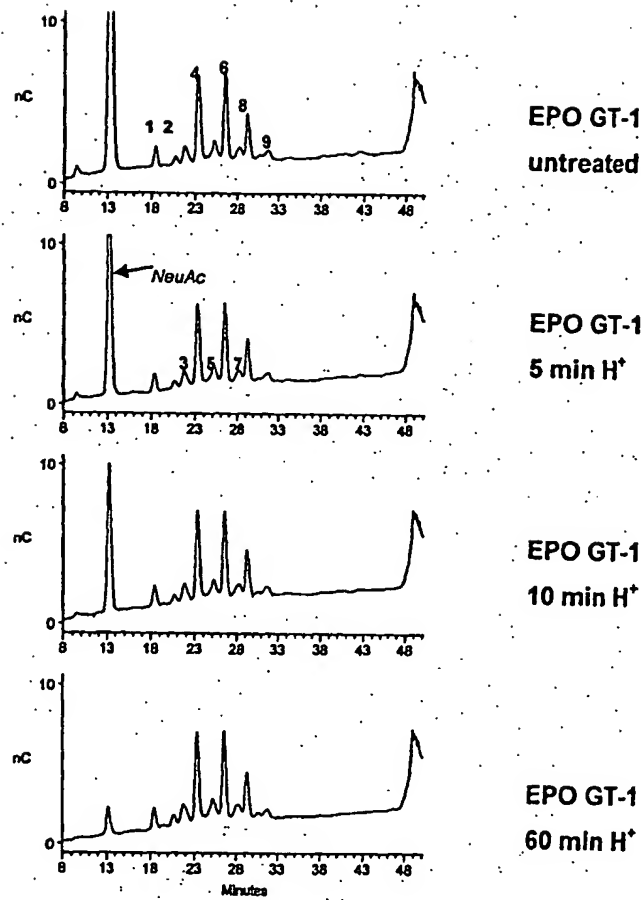 10
nC
0
1 2 4 6 8 9
8 13 18 23 28 33 38 43 48
EPO GT-1
untreated
10
nC
0
NeuAc
3 5 7
8 13 18 23 28 33 38 43 48
EPO GT-1
5 min H⁺
10
nC
0
8 13 18 23 28 33 38 43 48
EPO GT-1
10 min H⁺
10
nC
0
8 13 18 23 28 33 38 43 48
Minutes
EPO GT-1
60 min H⁺